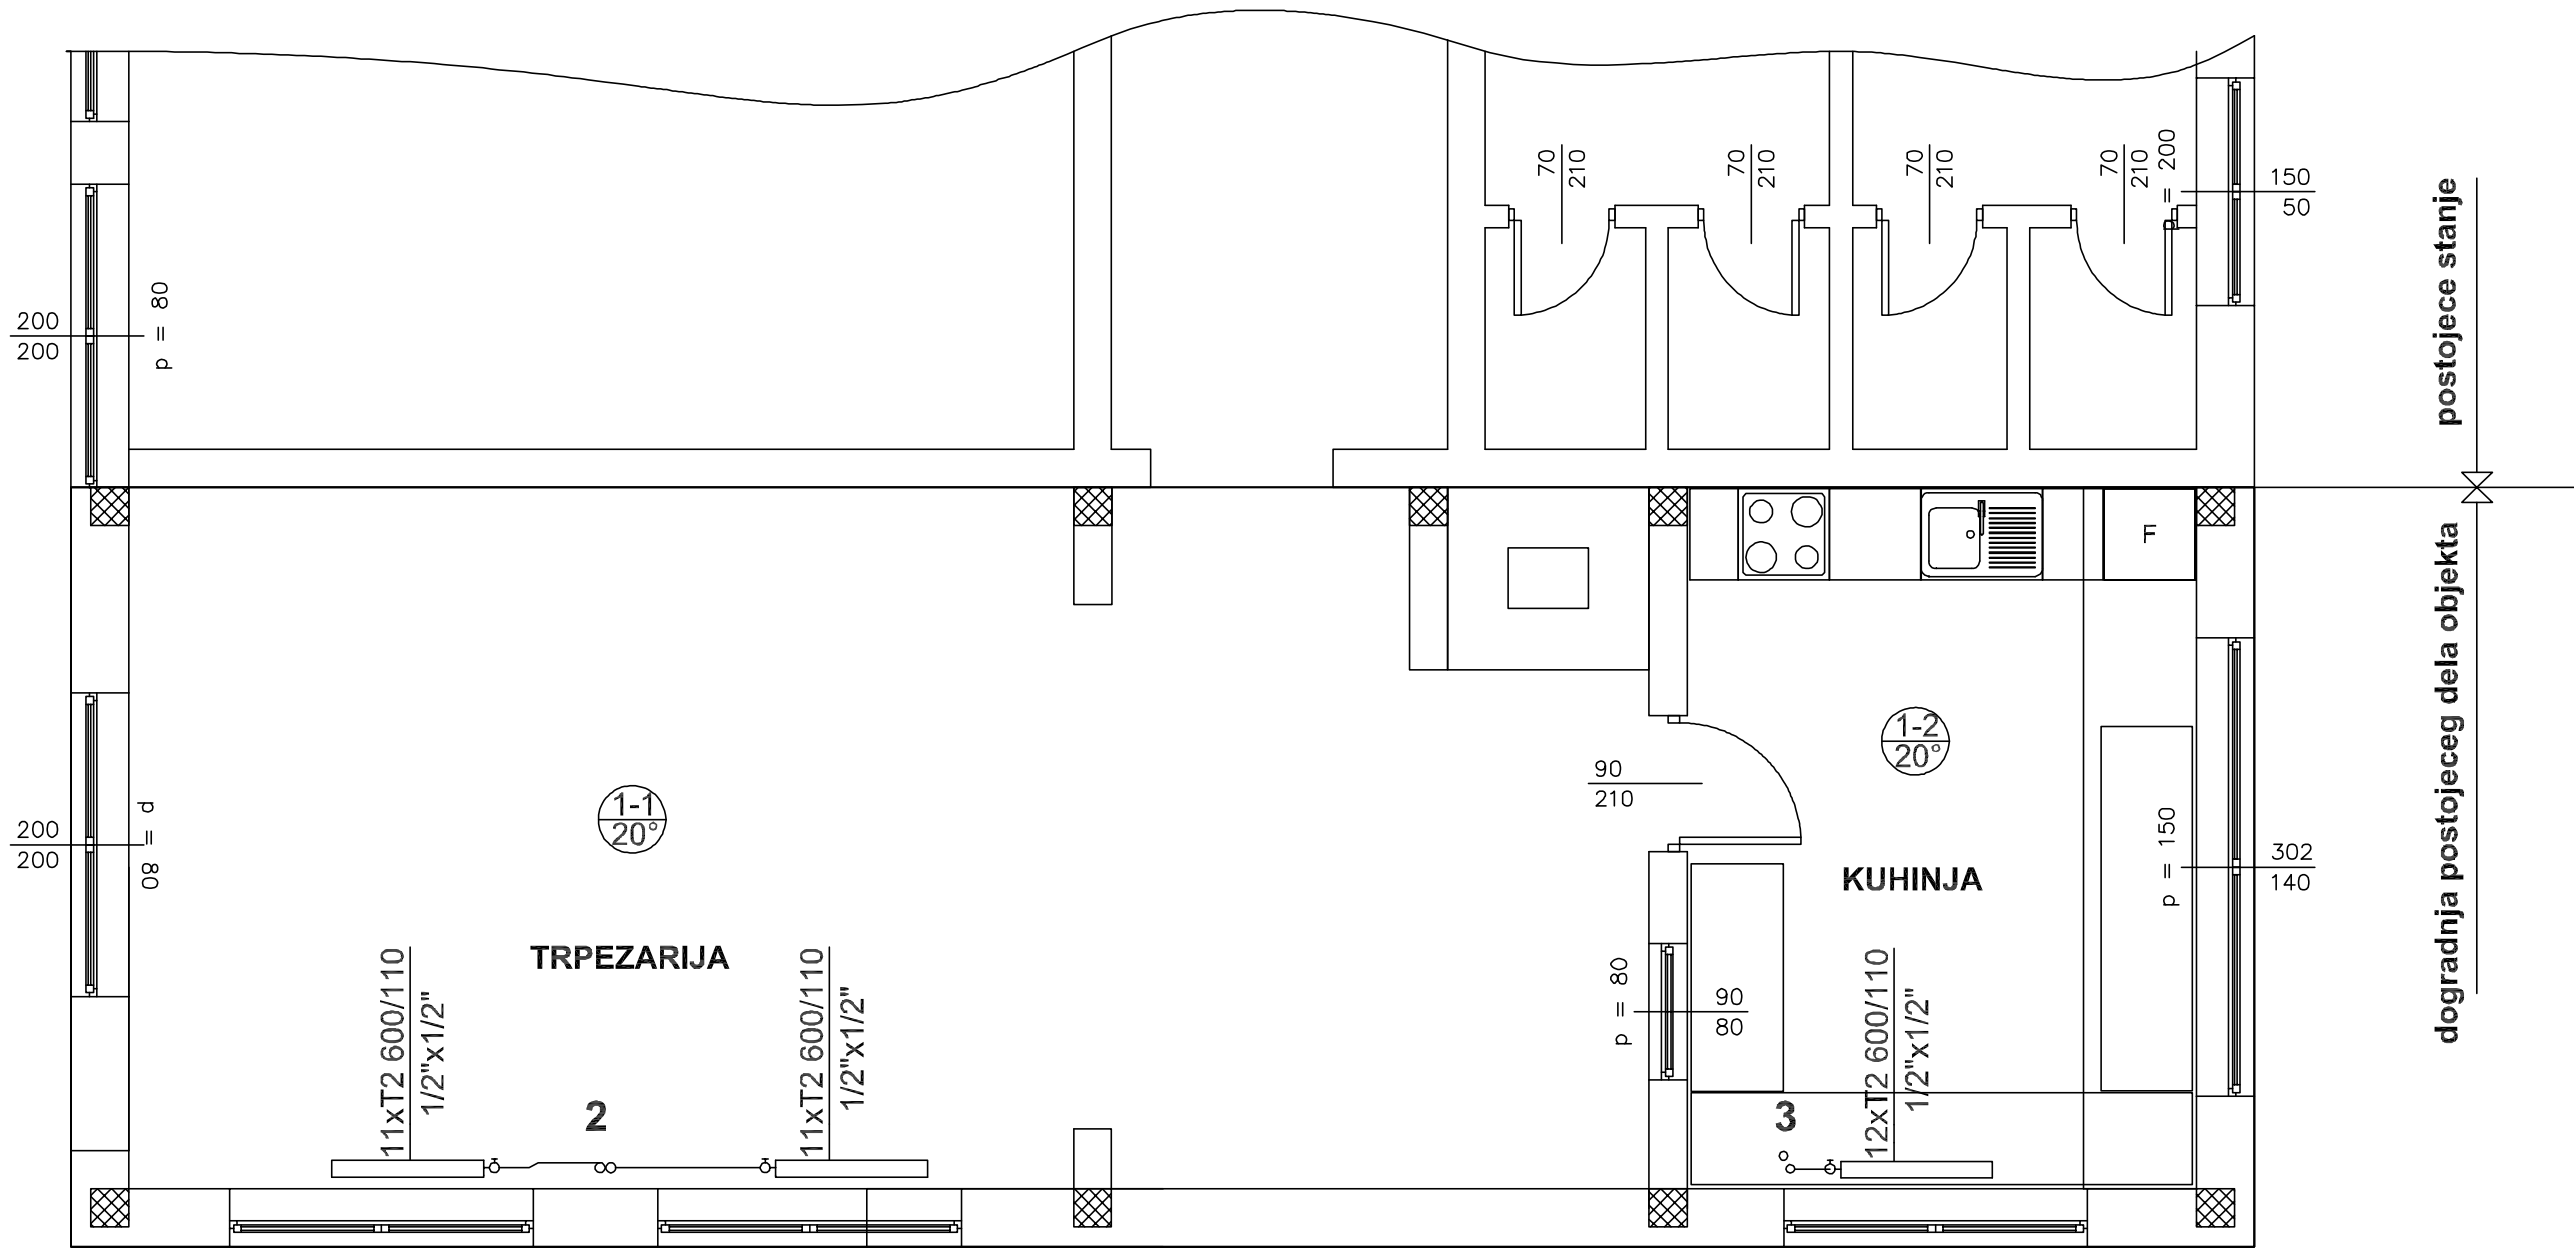 70
210
70
210
70
210
70
210
p = 200
150
50
postojece stanje
200
200
p = 80
F
dogradnja postojeceg dela objekta
1-2
20°
90
210
1-1
20°
200
200
p = 80
KUHINJA
p = 150
302
140
TRPEZARIJA
11xT2 600/110
1/2"x1/2"
11xT2 600/110
1/2"x1/2"
p = 80
90
80
12xT2 600/110
1/2"x1/2"
2
3